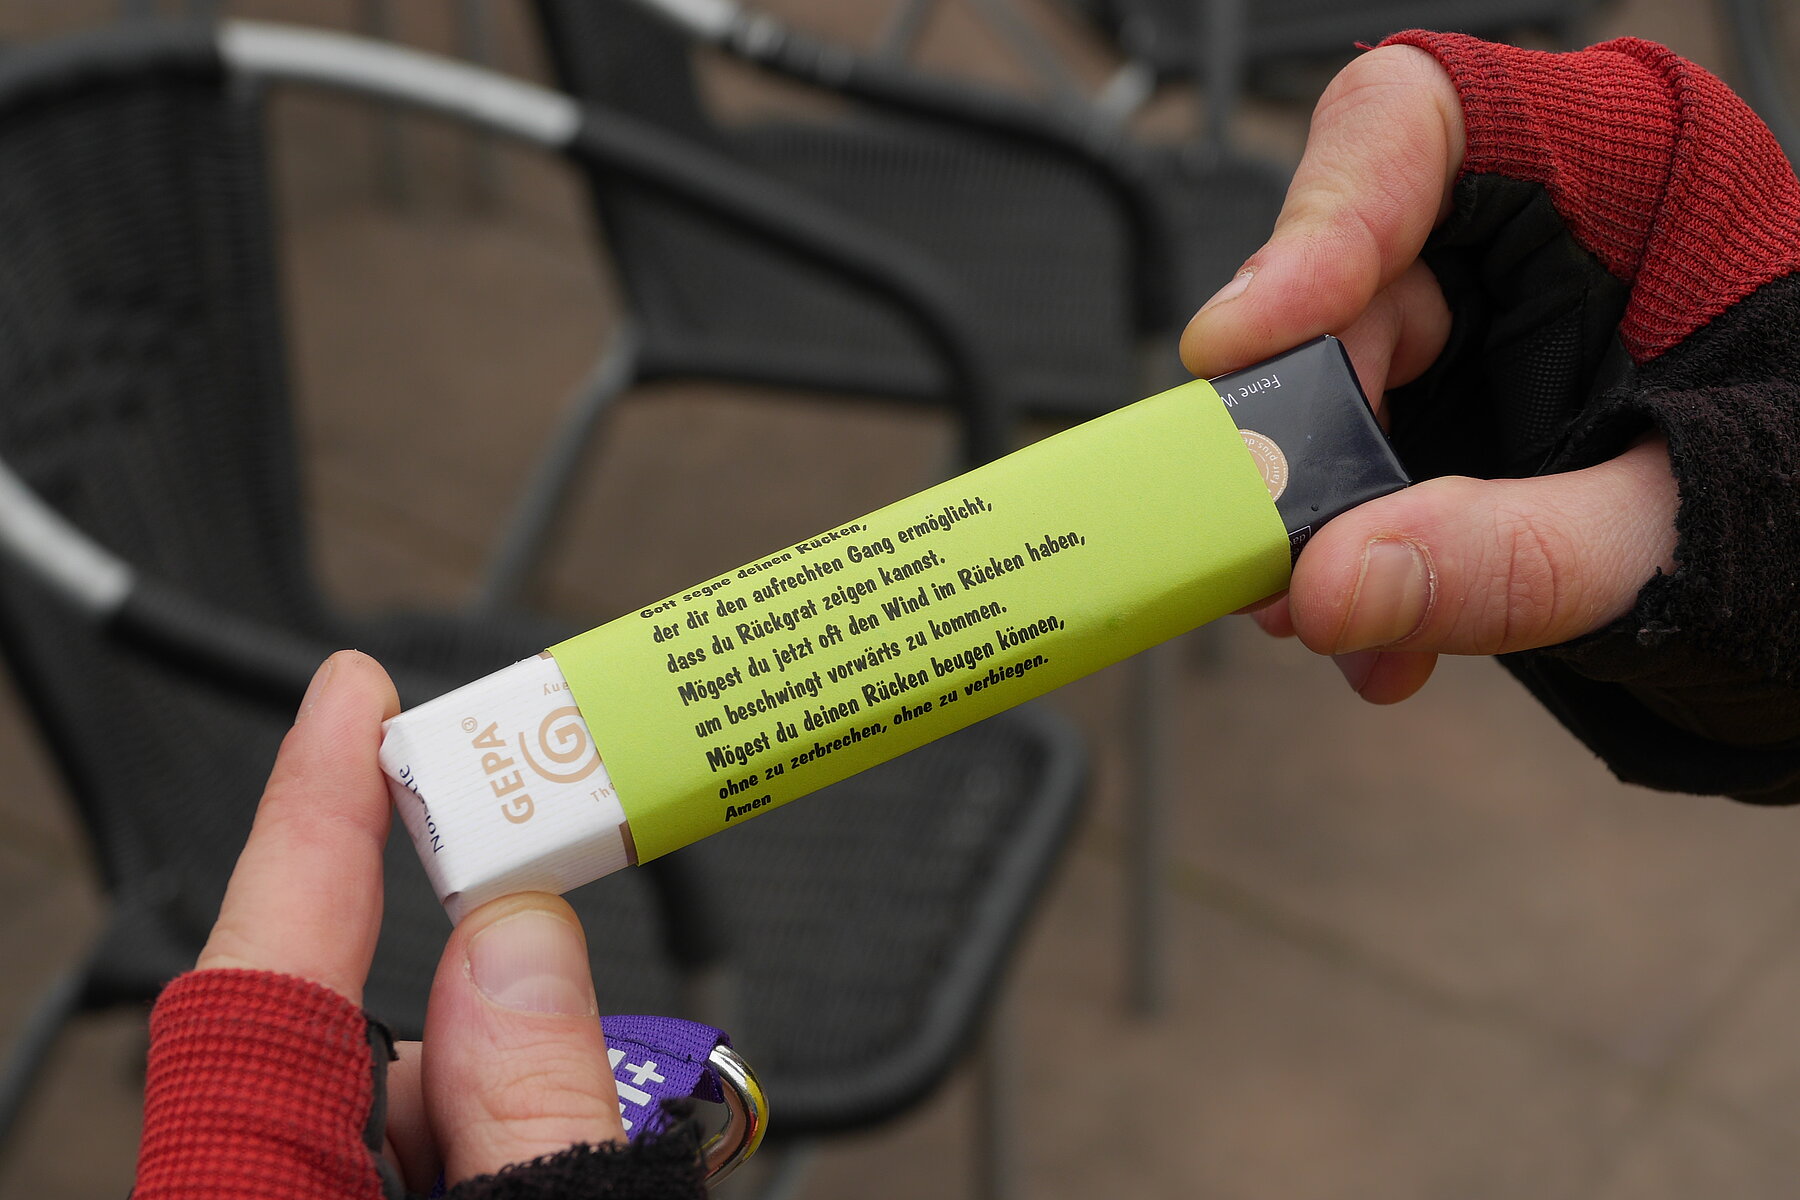 Gott segne deinen Rücken,
der dir den aufrechten Gang ermöglicht,
dass du Rückgrat zeigen kannst.
Mögest du jetzt oft den Wind im Rücken haben,
um beschwingt vorwärts zu kommen.
Mögest du deinen Rücken beugen können,
ohne zu zerbrechen, ohne zu verbiegen.
Amen
GEPA
G
Feine
fair plus